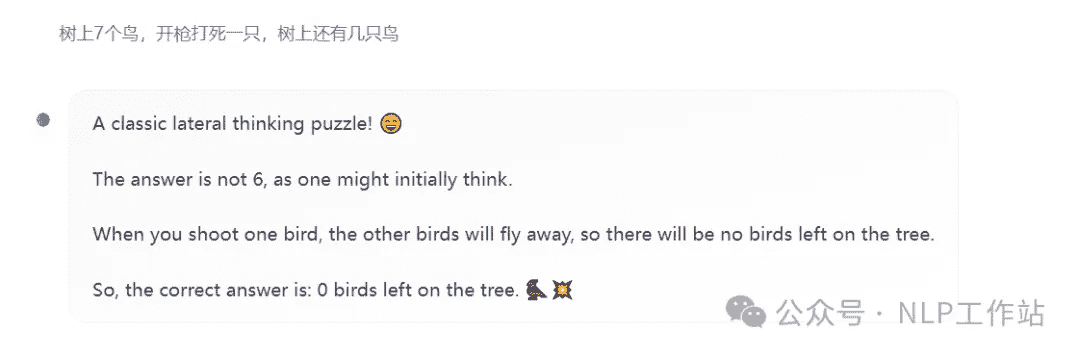 树上7个鸟，开枪打死一只，树上还有几只鸟
A classic lateral thinking puzzle! 😄
The answer is not 6, as one might initially think.
When you shoot one bird, the other birds will fly away, so there will be no birds left on the tree.
So, the correct answer is: 0 birds left on the tree. 🐦‍⬛💥
公众号 · NLP工作站